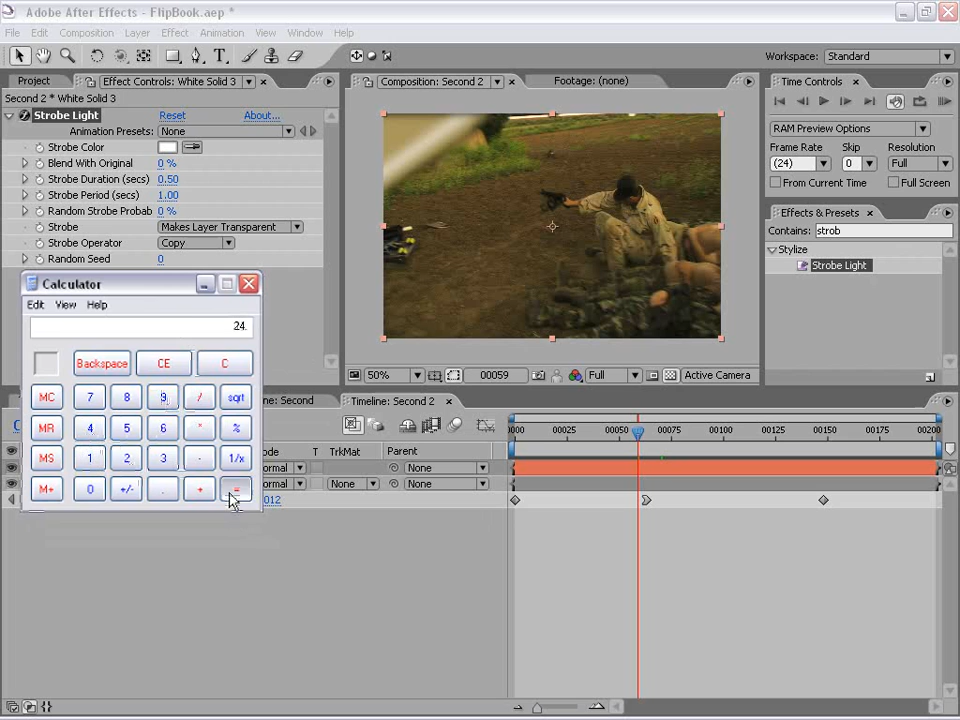 Adobe After Effects - FlipBook.aep *
File Edit Composition Layer Effect Animation View Window Help
Workspace: Standard
Project Effect Controls: White Solid 3
Composition: Second 2 Footage: (none)
Time Controls
Second 2 * White Solid 3
Strobe Light Reset About...
Animation Presets: None
Strobe Color
Blend With Original 0 %
Strobe Duration (secs) 0.50
Strobe Period (secs) 1.00
Random Strobe Probab 0 %
Strobe Makes Layer Transparent
Strobe Operator Copy
Random Seed 0
RAM Preview Options
Frame Rate Skip Resolution
(24) 0 Full
From Current Time Full Screen
Effects & Presets
Contains: strob
Stylize
Strobe Light
50% 00059 Full Active Camera
Calculator
Edit View Help
24.
Backspace CE C
MC 7 8 9 / sqrt
MR 4 5 6 * %
MS 1 2 3 - 1/x
M+ 0 +/- . + =
ne: Second Timeline: Second 2
ode T TrkMat Parent
ormal None
ormal None None
012
0000 00025 00050 00075 00100 00125 00150 00175 00200